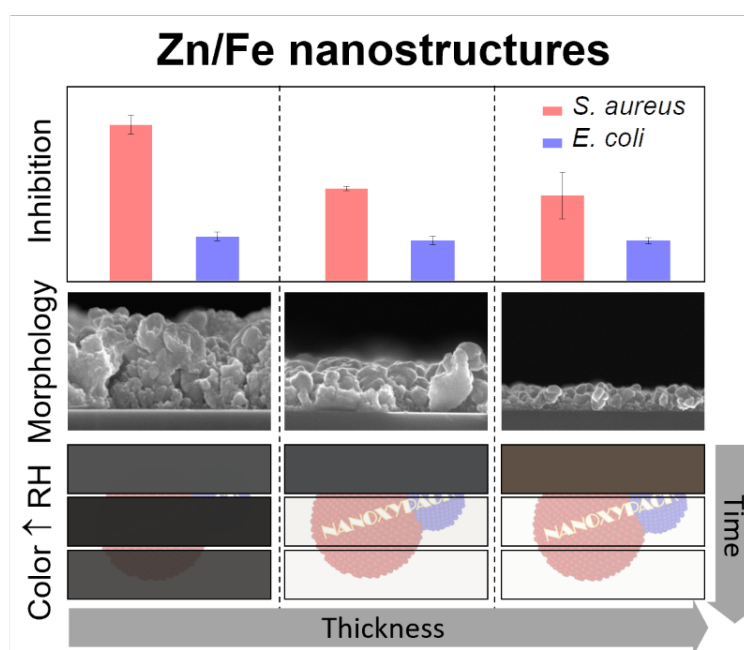 Zn/Fe nanostructures
Inhibition
S. aureus
E. coli
Morphology
Color ↑ RH
NANOXYPACK
NANOXYPACK
Time
Thickness